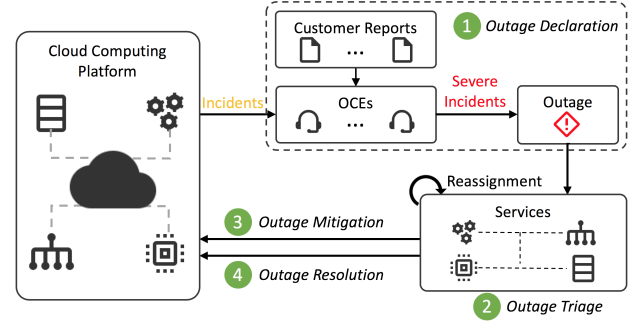 Cloud Computing
Platform
Incidents
Customer Reports
...
OCEs
...
Severe
Incidents
1 Outage Declaration
Outage
Reassignment
Services
2 Outage Triage
3 Outage Mitigation
4 Outage Resolution